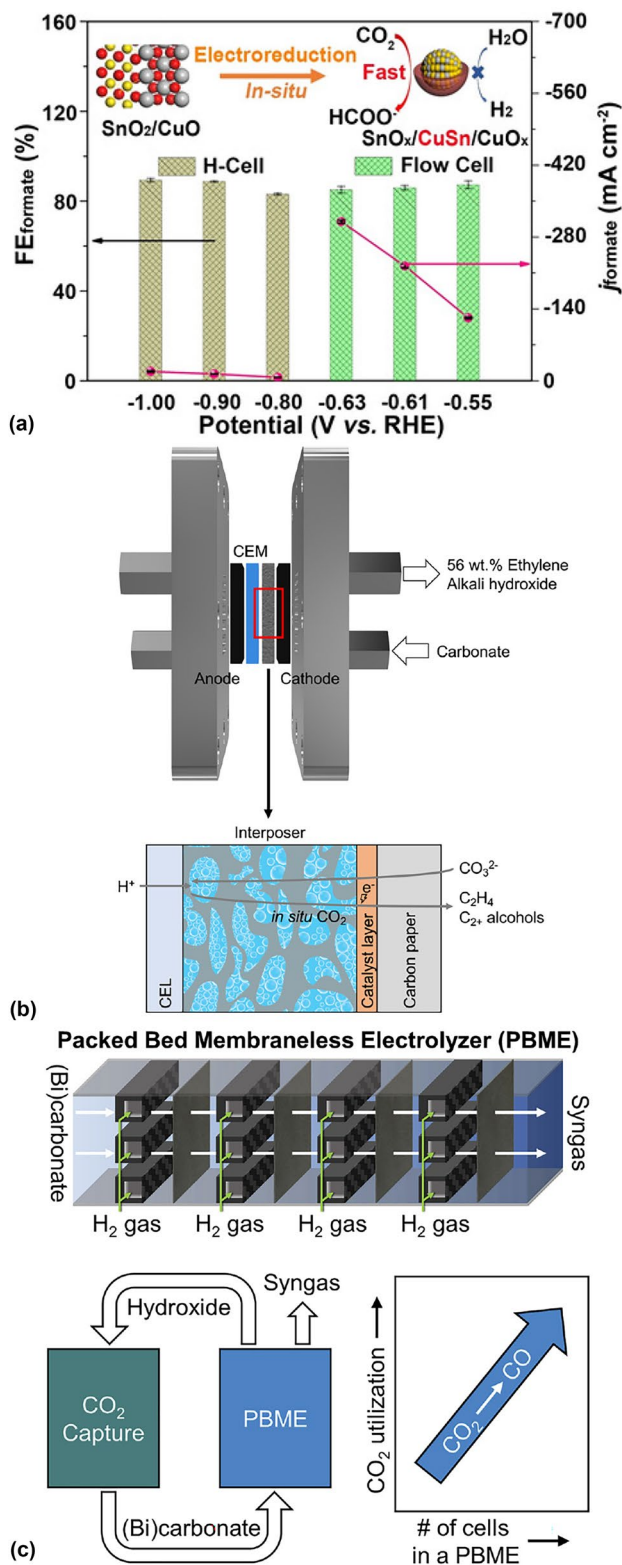 160
120
80
40
0
FEformate (%)
-700
-560
-420
-280
-140
0
jformate (mA cm-2)
Electroreduction
In-situ
SnO2/CuO
CO2
Fast
HCOO-
H2O
H2
SnOx/CuSn/CuOx
H-Cell
Flow Cell
-1.00 -0.90 -0.80 -0.63 -0.61 -0.55
Potential (V vs. RHE)
(a)
CEM
56 wt.% Ethylene
Alkali hydroxide
Carbonate
Anode
Cathode
Interposer
H+
CO32-
in situ CO2
C2H4
C2+ alcohols
CEL
Catalyst layer
Carbon paper
(b)
Packed Bed Membraneless Electrolyzer (PBME)
(Bi)carbonate
Syngas
H2 gas H2 gas H2 gas H2 gas
Syngas
Hydroxide
CO2
Capture
PBME
(Bi)carbonate
CO2 utilization
CO2 → CO
# of cells
in a PBME
(c)